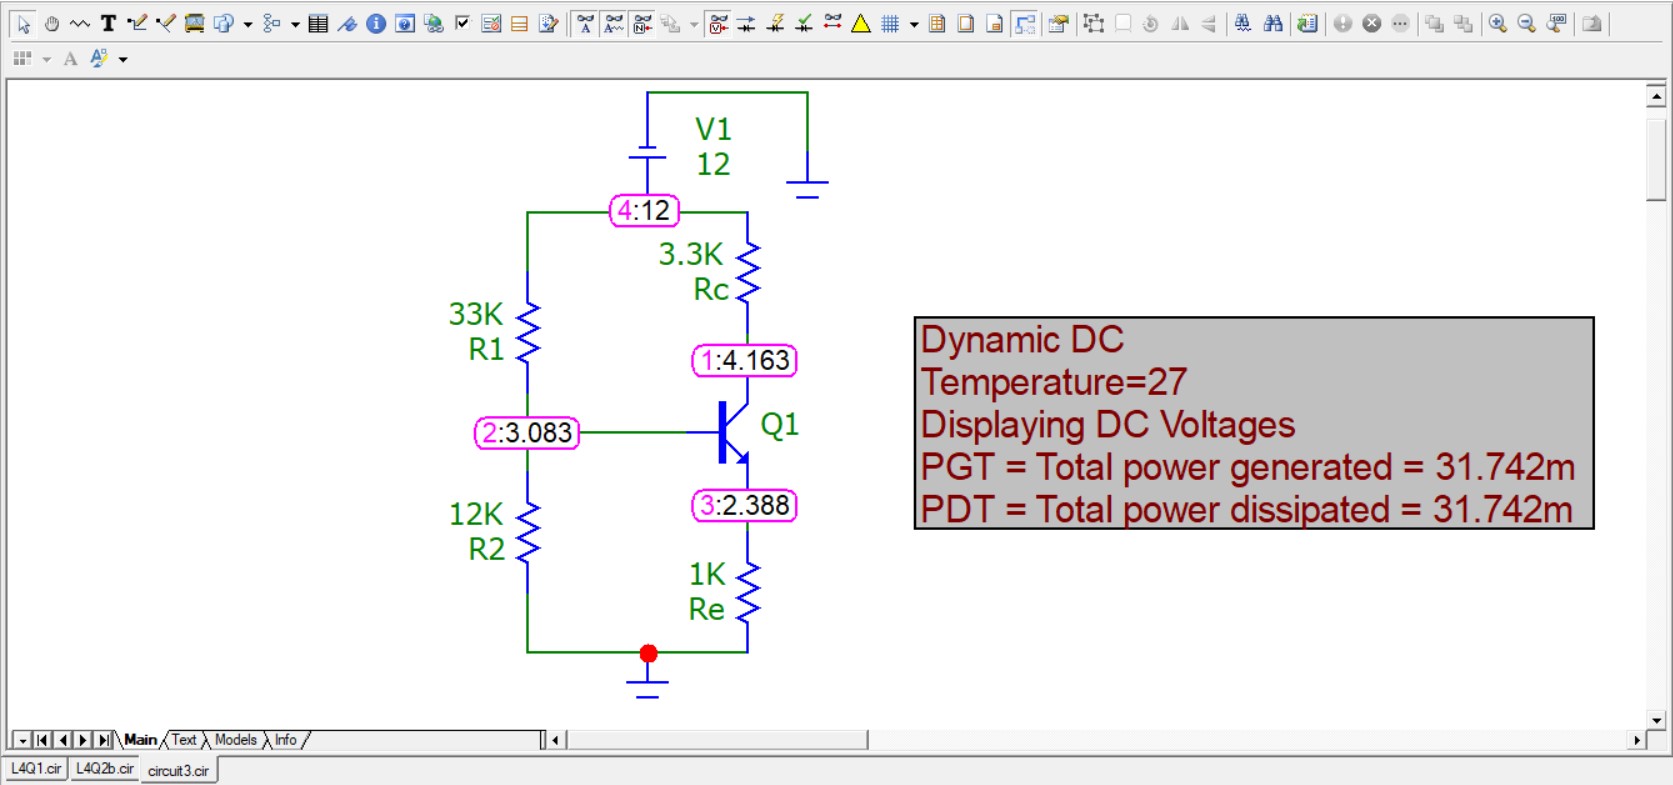 T
V1
12
4:12
3.3K
Rc
33K
R1
1:4.163
2:3.083
Q1
3:2.388
12K
R2
1K
Re
Dynamic DC
Temperature=27
Displaying DC Voltages
PGT = Total power generated = 31.742m
PDT = Total power dissipated = 31.742m
Main Text Models Info
L4Q1.cir L4Q2b.cir circuit3.cir